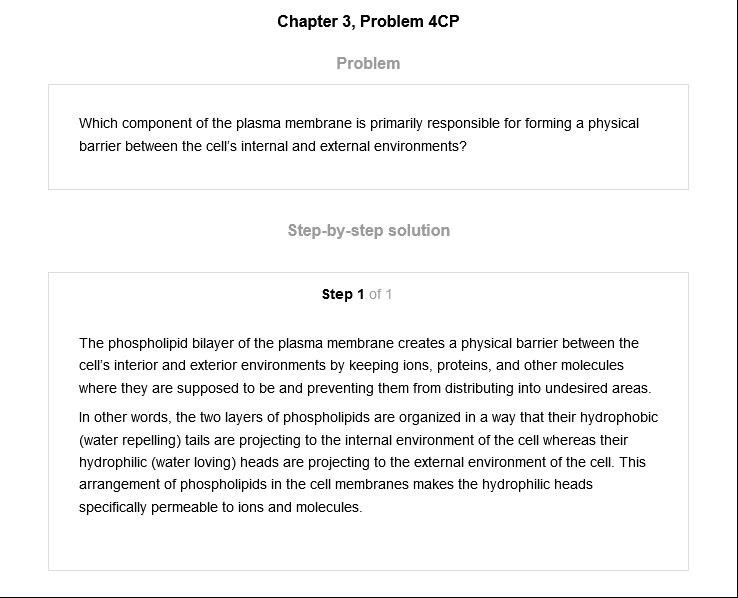 Chapter 3, Problem 4CP
Problem
Which component of the plasma membrane is primarily responsible for forming a physical
barrier between the cell's internal and external environments?
Step-by-step solution
Step 1 of 1
The phospholipid bilayer of the plasma membrane creates a physical barrier between the
cell's interior and exterior environments by keeping ions, proteins, and other molecules
where they are supposed to be and preventing them from distributing into undesired areas.
In other words, the two layers of phospholipids are organized in a way that their hydrophobic
(water repelling) tails are projecting to the internal environment of the cell whereas their
hydrophilic (water loving) heads are projecting to the external environment of the cell. This
arrangement of phospholipids in the cell membranes makes the hydrophilic heads
specifically permeable to ions and molecules.